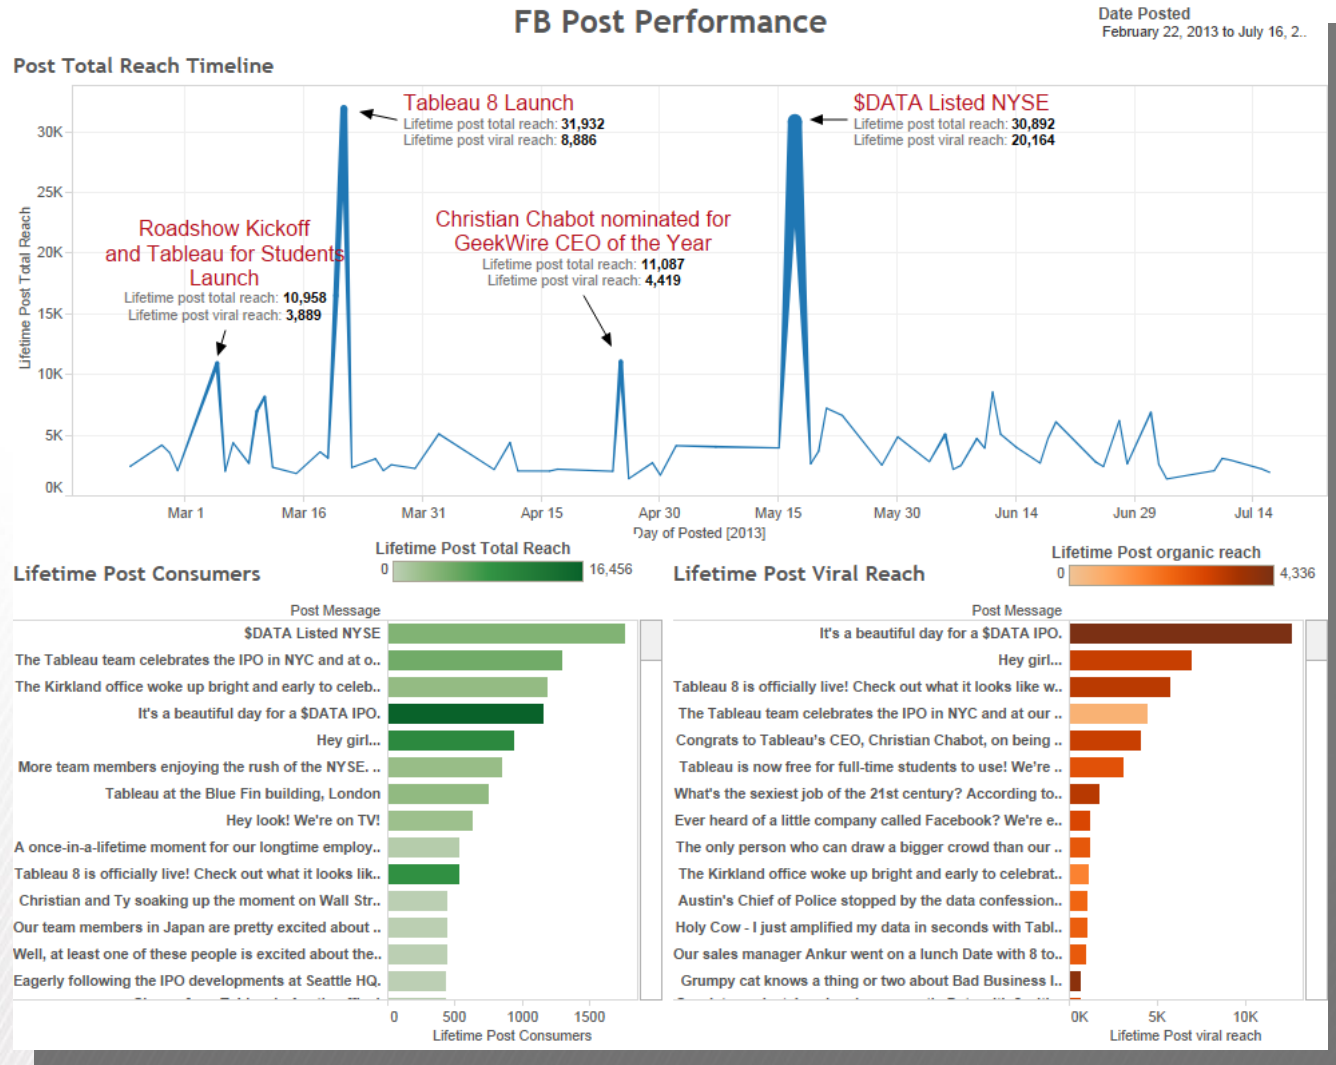 FB Post Performance
Date Posted
February 22, 2013 to July 16, 2..
Post Total Reach Timeline
Tableau 8 Launch
Lifetime post total reach: 31,932
Lifetime post viral reach: 8,886
$DATA Listed NYSE
Lifetime post total reach: 30,892
Lifetime post viral reach: 20,164
Roadshow Kickoff
and Tableau for Students
Launch
Lifetime post total reach: 10,958
Lifetime post viral reach: 3,889
Christian Chabot nominated for
GeekWire CEO of the Year
Lifetime post total reach: 11,087
Lifetime post viral reach: 4,419
Lifetime Post Total Reach
30K
25K
20K
15K
10K
5K
0K
Mar 1
Mar 16
Mar 31
Apr 15
Apr 30
May 15
May 30
Jun 14
Jun 29
Jul 14
Day of Posted [2013]
Lifetime Post Consumers
Lifetime Post Total Reach
0
16,456
Post Message
$DATA Listed NYSE
The Tableau team celebrates the IPO in NYC and at o..
The Kirkland office woke up bright and early to celeb..
It's a beautiful day for a $DATA IPO.
Hey girl...
More team members enjoying the rush of the NYSE. ..
Tableau at the Blue Fin building, London
Hey look! We're on TV!
A once-in-a-lifetime moment for our longtime employ..
Tableau 8 is officially live! Check out what it looks lik..
Christian and Ty soaking up the moment on Wall Str..
Our team members in Japan are pretty excited about ..
Well, at least one of these people is excited about the..
Eagerly following the IPO developments at Seattle HQ.
0
500
1000
1500
Lifetime Post Consumers
Lifetime Post Viral Reach
Lifetime Post organic reach
0
4,336
Post Message
It's a beautiful day for a $DATA IPO.
Hey girl...
Tableau 8 is officially live! Check out what it looks like w..
The Tableau team celebrates the IPO in NYC and at our ..
Congrats to Tableau's CEO, Christian Chabot, on being ..
Tableau is now free for full-time students to use! We're ..
What's the sexiest job of the 21st century? According to..
Ever heard of a little company called Facebook? We're e..
The only person who can draw a bigger crowd than our ..
The Kirkland office woke up bright and early to celebrat..
Austin's Chief of Police stopped by the data confession..
Holy Cow - I just amplified my data in seconds with Tabl..
Our sales manager Ankur went on a lunch Date with 8 to..
Grumpy cat knows a thing or two about Bad Business I..
0K
5K
10K
Lifetime Post viral reach